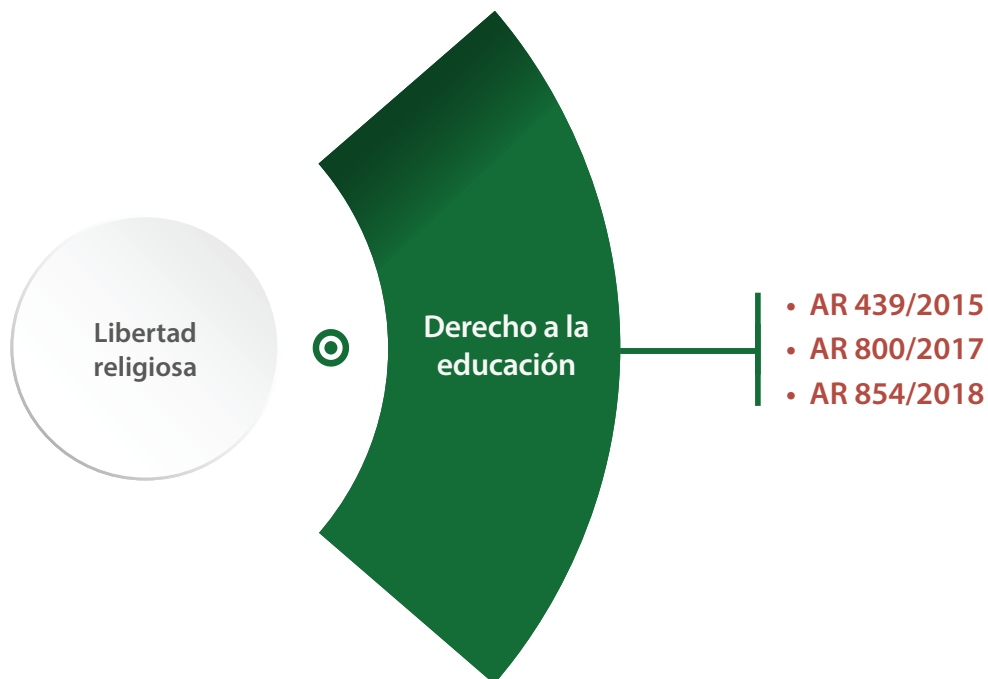 Libertad
religiosa
Derecho a la
educación
• AR 439/2015
• AR 800/2017
• AR 854/2018